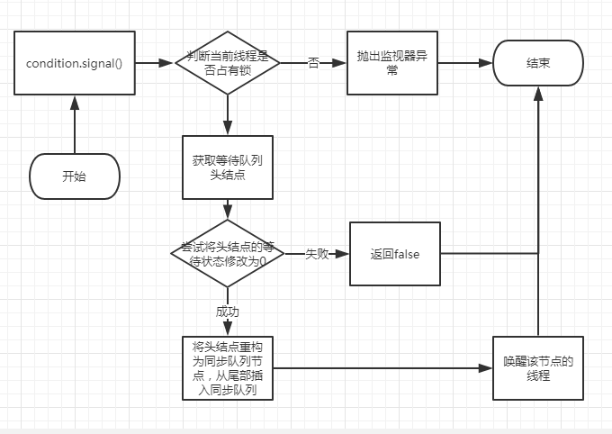 condition.signal()
判断当前线程是
否占有锁
否
抛出监视器异
常
结束
开始
获取等待队列
头结点
尝试将头结点的等
待状态修改为0
失败
返回false
成功
将头结点重构
为同步队列节
点，从尾部插
入同步队列
唤醒该节点的
线程